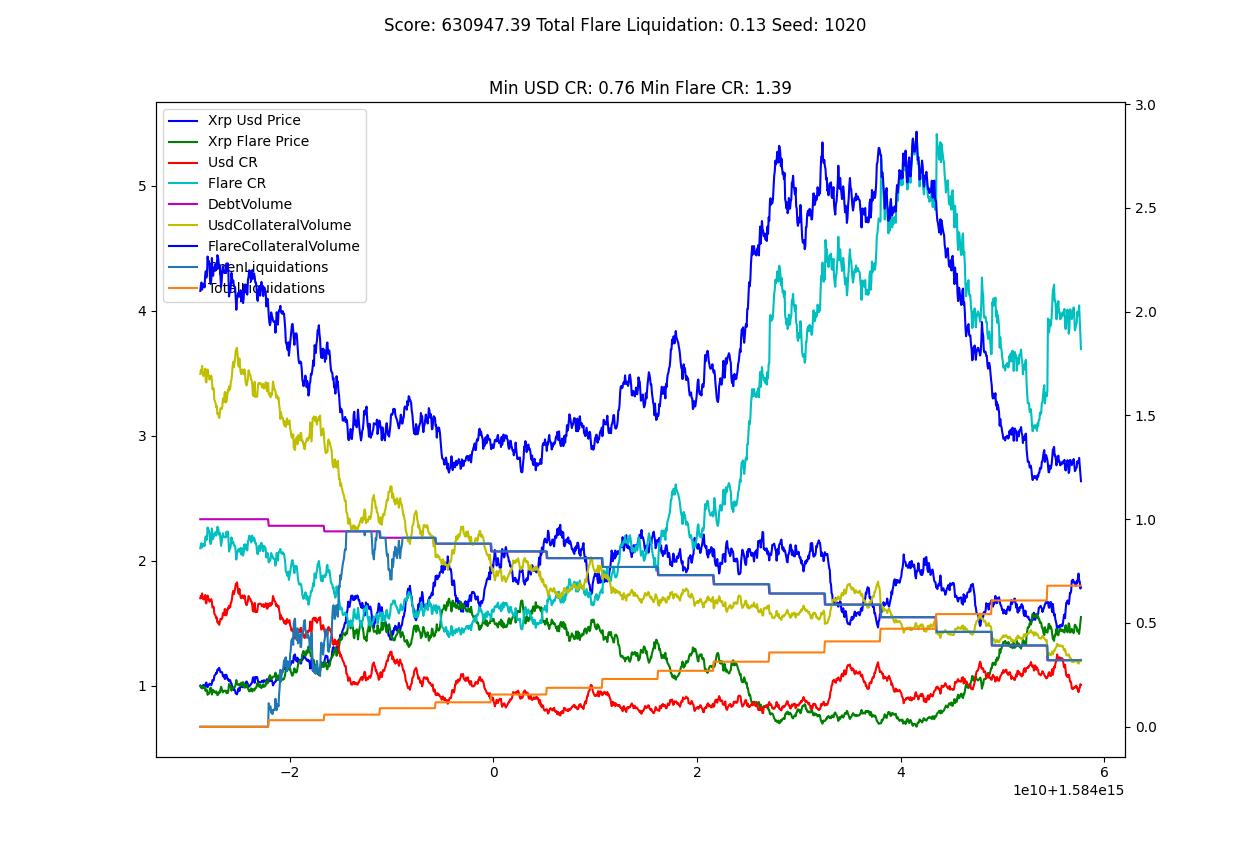 Score: 630947.39 Total Flare Liquidation: 0.13 Seed: 1020
Min USD CR: 0.76 Min Flare CR: 1.39
Xrp Usd Price
Xrp Flare Price
Usd CR
Flare CR
DebtVolume
UsdCollateralVolume
FlareCollateralVolume
OpenLiquidations
TotalLiquidations
5
4
3
2
1
3.0
2.5
2.0
1.5
1.0
0.5
0.0
−2
0
2
4
6
1e10+1.584e15